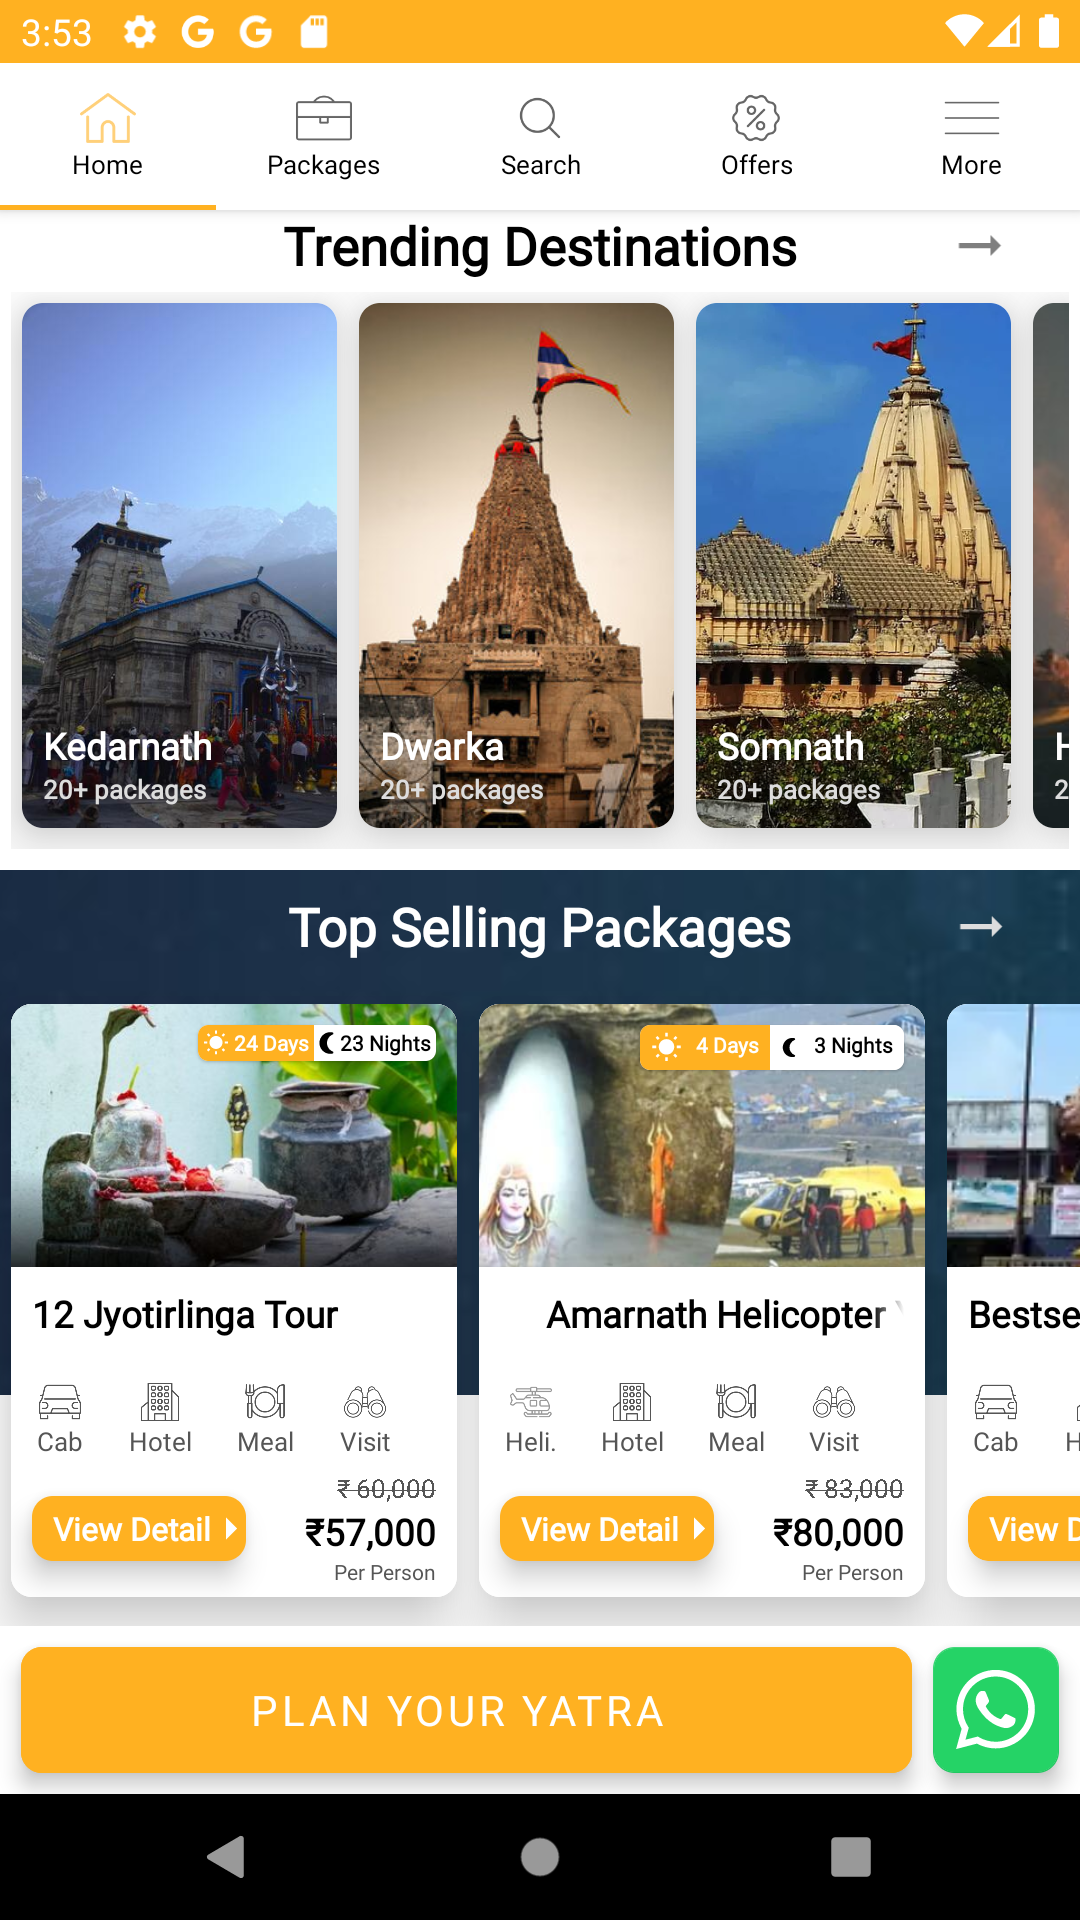 3:53
Home
Packages
Search
Offers
More
Trending Destinations
Kedarnath
20+ packages
Dwarka
20+ packages
Somnath
20+ packages
Top Selling Packages
24 Days
23 Nights
4 Days
3 Nights
12 Jyotirlinga Tour
Amarnath Helicopter
Bestse
Cab
Hotel
Meal
Visit
Heli.
Hotel
Meal
Visit
Cab
H
₹ 60,000
View Detail
₹57,000
Per Person
₹ 83,000
View Detail
₹80,000
Per Person
View D
PLAN YOUR YATRA